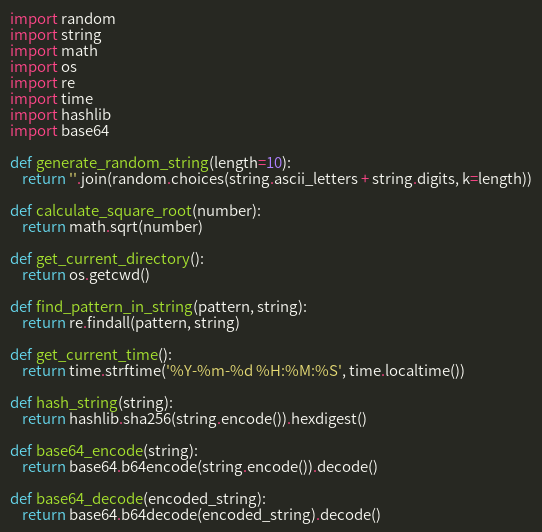 import random
import string
import math
import os
import re
import time
import hashlib
import base64

def generate_random_string(length=10):
    return ''.join(random.choices(string.ascii_letters + string.digits, k=length))

def calculate_square_root(number):
    return math.sqrt(number)

def get_current_directory():
    return os.getcwd()

def find_pattern_in_string(pattern, string):
    return re.findall(pattern, string)

def get_current_time():
    return time.strftime('%Y-%m-%d %H:%M:%S', time.localtime())

def hash_string(string):
    return hashlib.sha256(string.encode()).hexdigest()

def base64_encode(string):
    return base64.b64encode(string.encode()).decode()

def base64_decode(encoded_string):
    return base64.b64decode(encoded_string).decode()